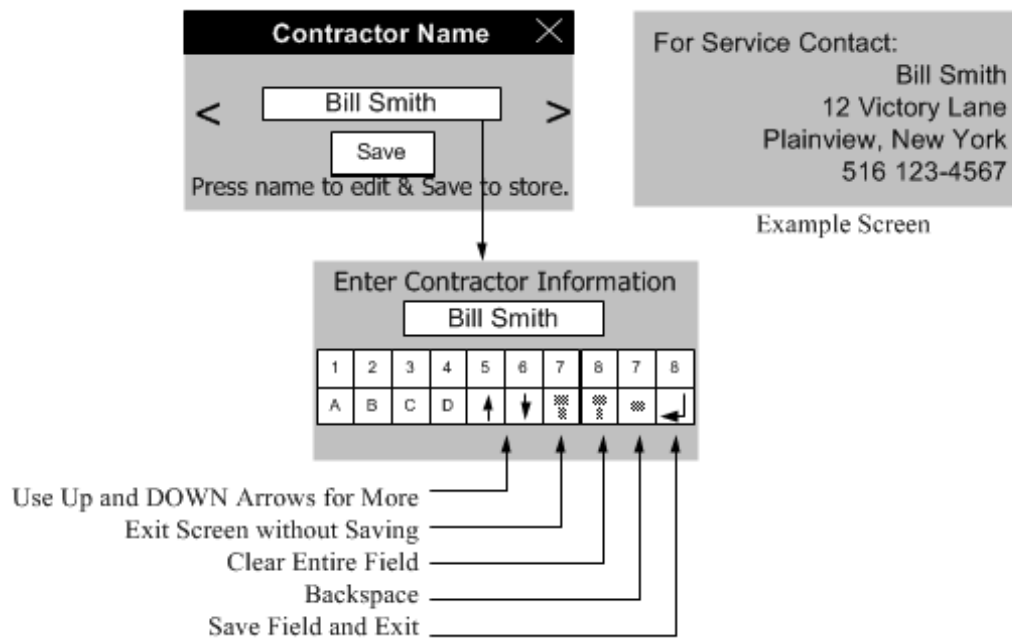 Contractor Name
< Bill Smith >
Save
Press name to edit & Save to store.
For Service Contact:
Bill Smith
12 Victory Lane
Plainview, New York
516 123-4567
Example Screen
Enter Contractor Information
Bill Smith
1 2 3 4 5 6 7 8 7 8
A B C D
Use Up and DOWN Arrows for More
Exit Screen without Saving
Clear Entire Field
Backspace
Save Field and Exit